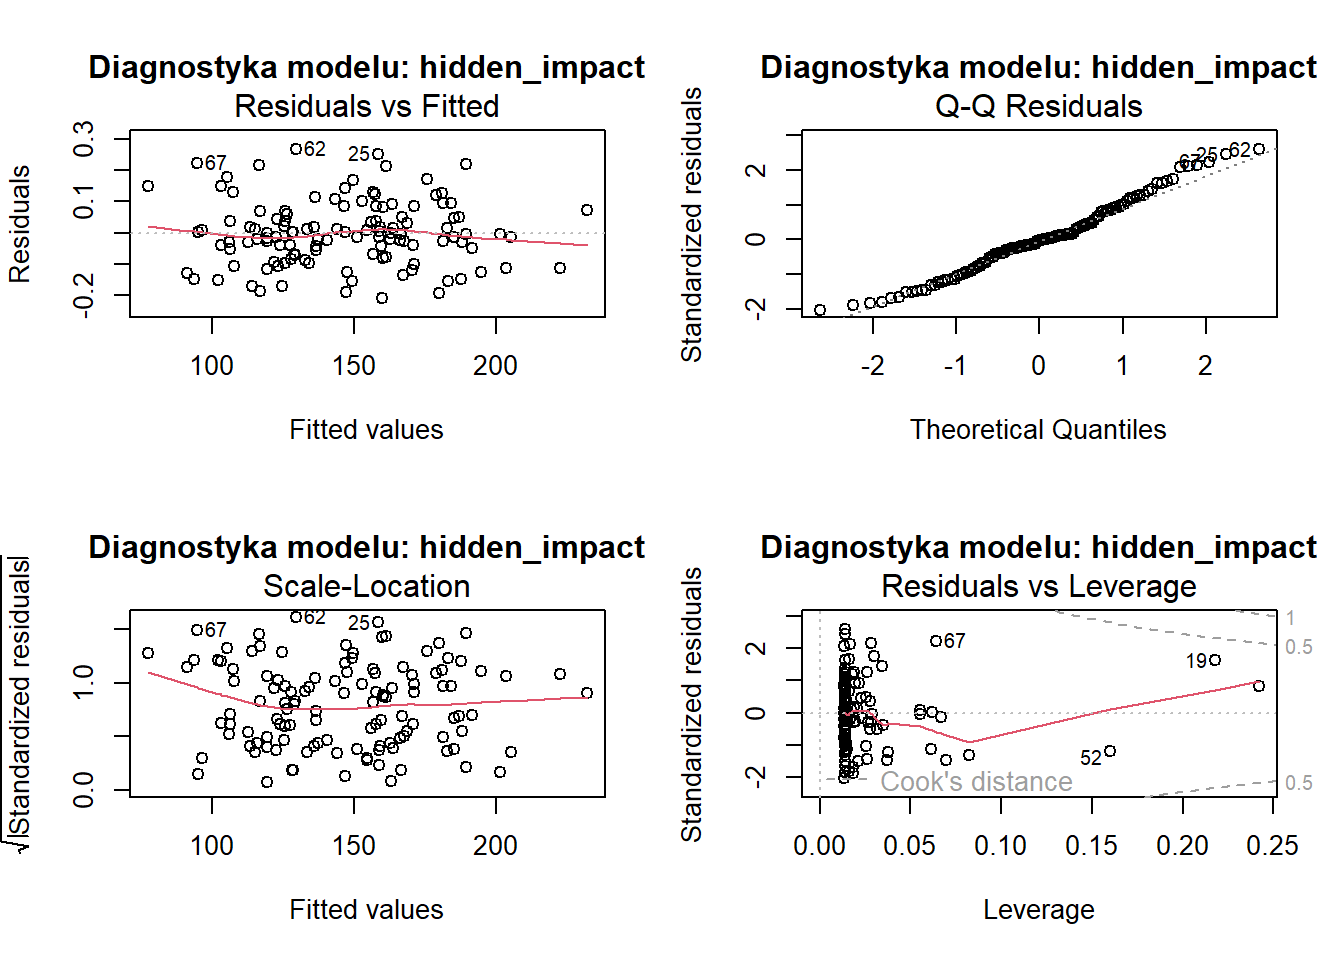 Diagnostyka modelu: hidden_impact
Residuals vs Fitted
Residuals
0.3
0.1
-0.2
67
62
25
100
150
200
Fitted values
Diagnostyka modelu: hidden_impact
Q-Q Residuals
Standardized residuals
2
0
-2
67
25
62
-2
-1
0
1
2
Theoretical Quantiles
Diagnostyka modelu: hidden_impact
Scale-Location
√|Standardized residuals|
1.0
0.0
67
62
25
100
150
200
Fitted values
Diagnostyka modelu: hidden_impact
Residuals vs Leverage
Standardized residuals
2
0
-2
67
19
52
1
0.5
0.5
Cook's distance
0.00
0.05
0.10
0.15
0.20
0.25
Leverage